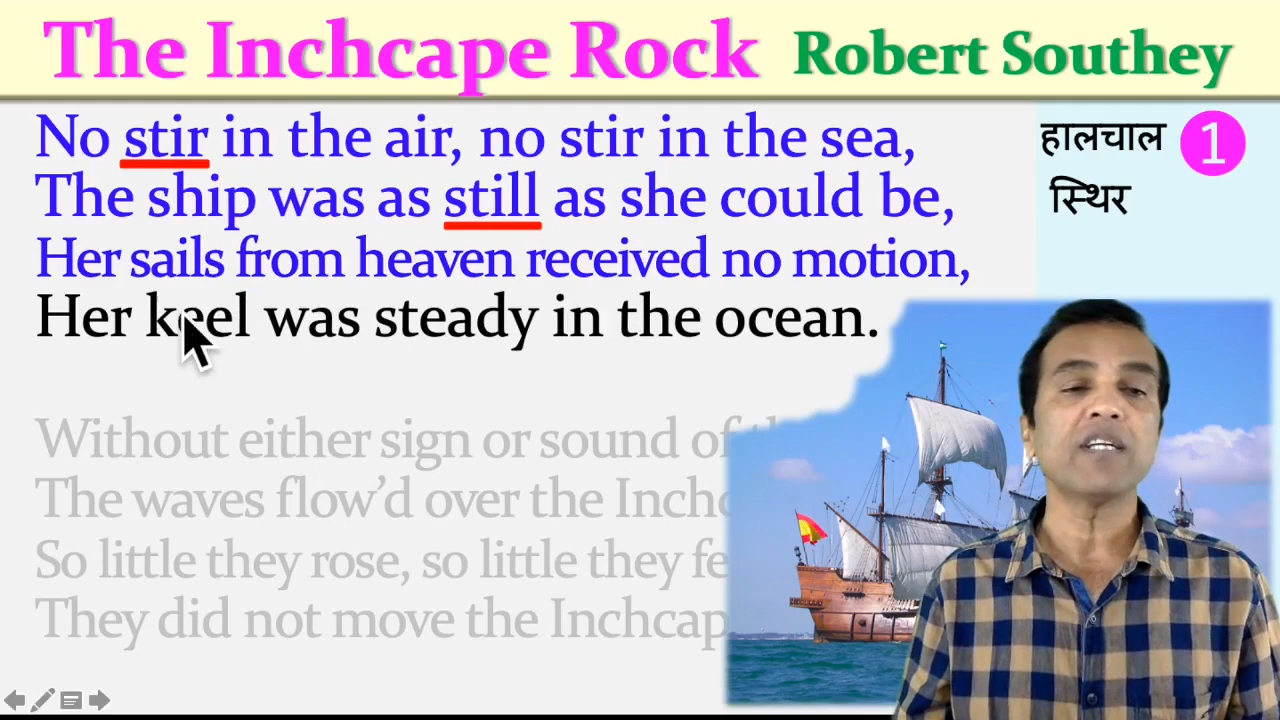 The Inchcape Rock Robert Southey
No stir in the air, no stir in the sea, हालचाल 1
The ship was as still as she could be, स्थिर
Her sails from heaven received no motion,
Her keel was steady in the ocean.
Without either sign or sound of
The waves flow’d over the
So little they rose, so little they
They did not move the